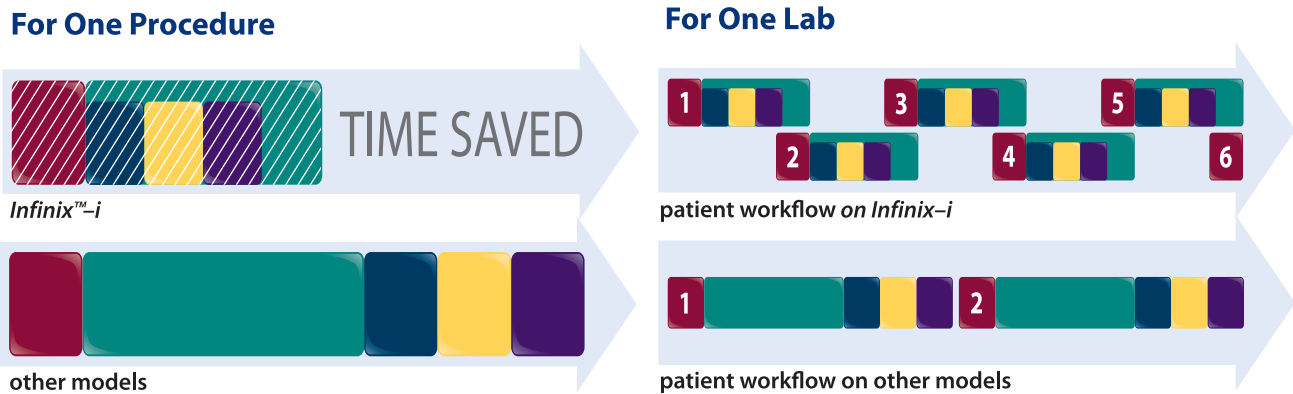 For One Procedure
TIME SAVED
Infinix™–i
other models
For One Lab
1 3 5
2 4 6
patient workflow on Infinix–i
1 2
patient workflow on other models